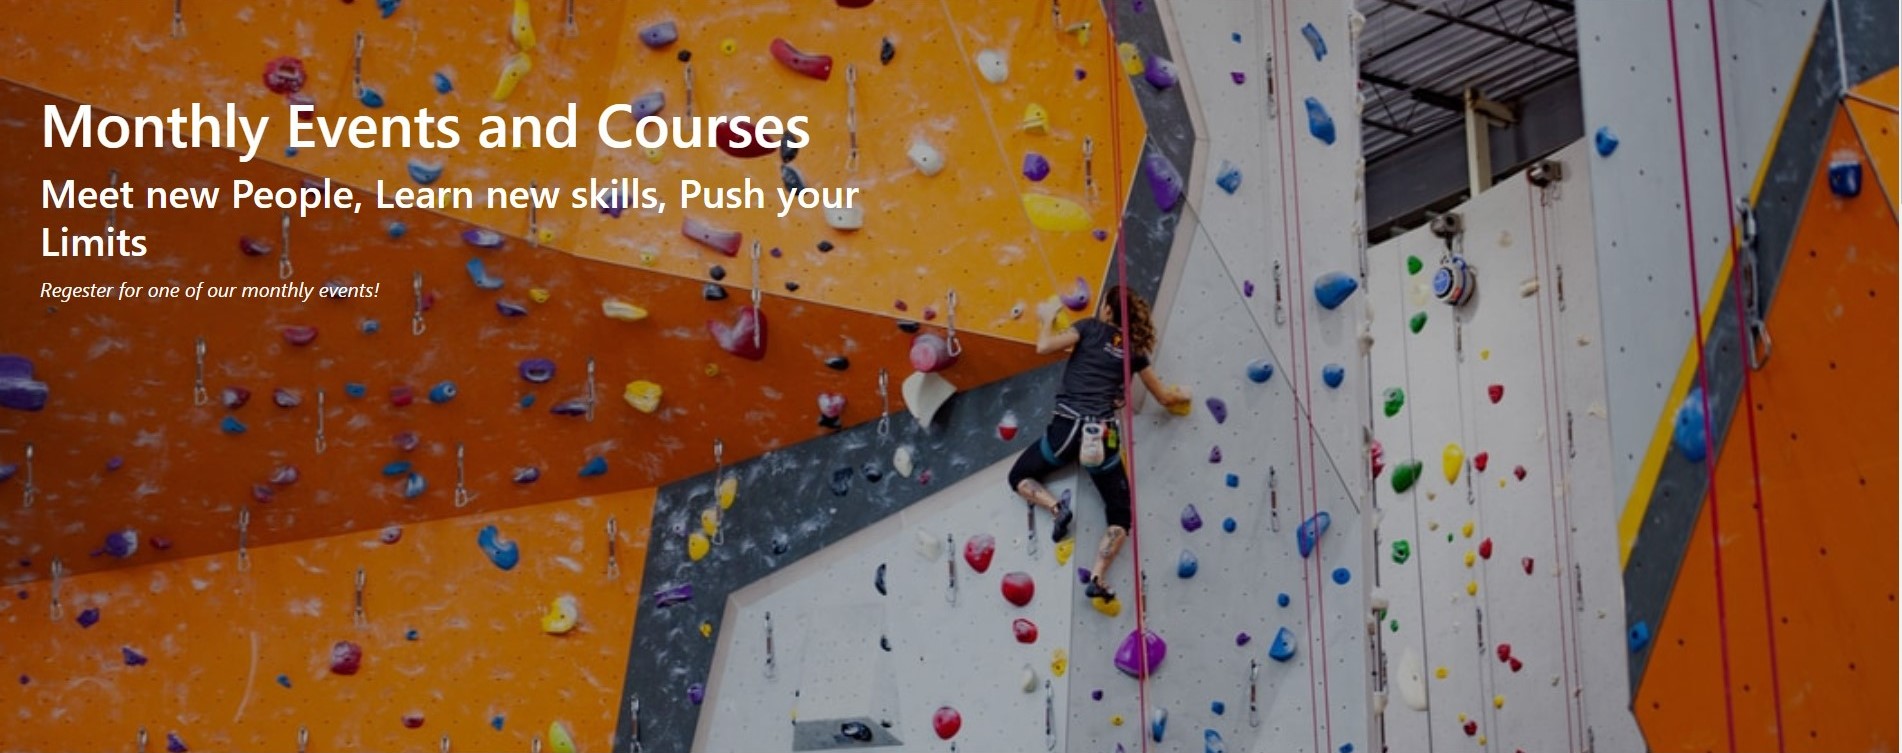 Monthly Events and Courses
Meet new People, Learn new skills, Push your
Limits
Regester for one of our monthly events!